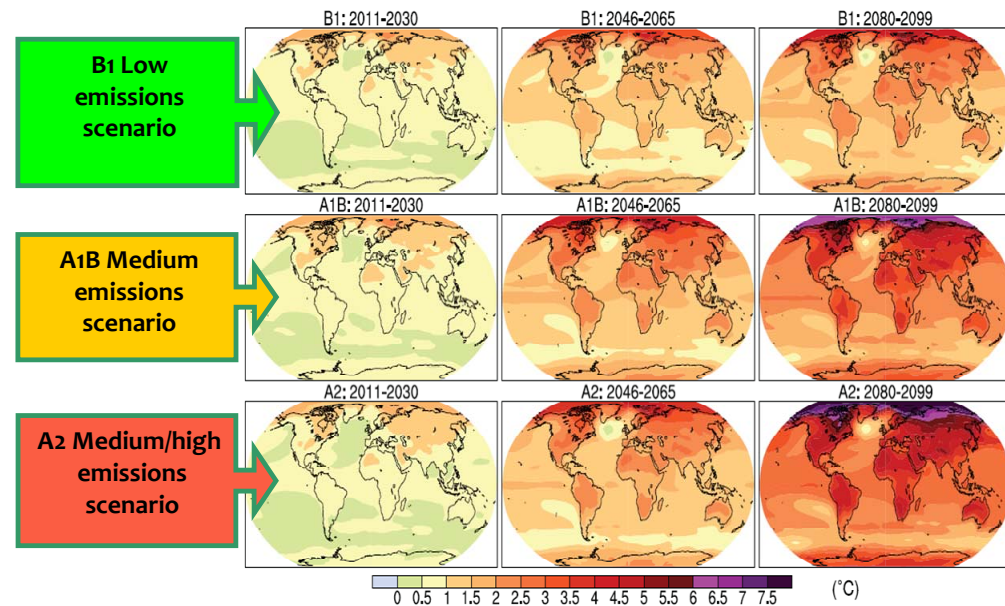 B1: 2011-2030
B1: 2046-2065
B1: 2080-2099
B1 Low
emissions
scenario
A1B: 2011-2030
A1B: 2046-2065
A1B: 2080-2099
A1B Medium
emissions
scenario
A2: 2011-2030
A2: 2046-2065
A2: 2080-2099
A2 Medium/high
emissions
scenario
0 0.5 1 1.5 2 2.5 3 3.5 4 4.5 5 5.5 6 6.5 7 7.5 (°C)